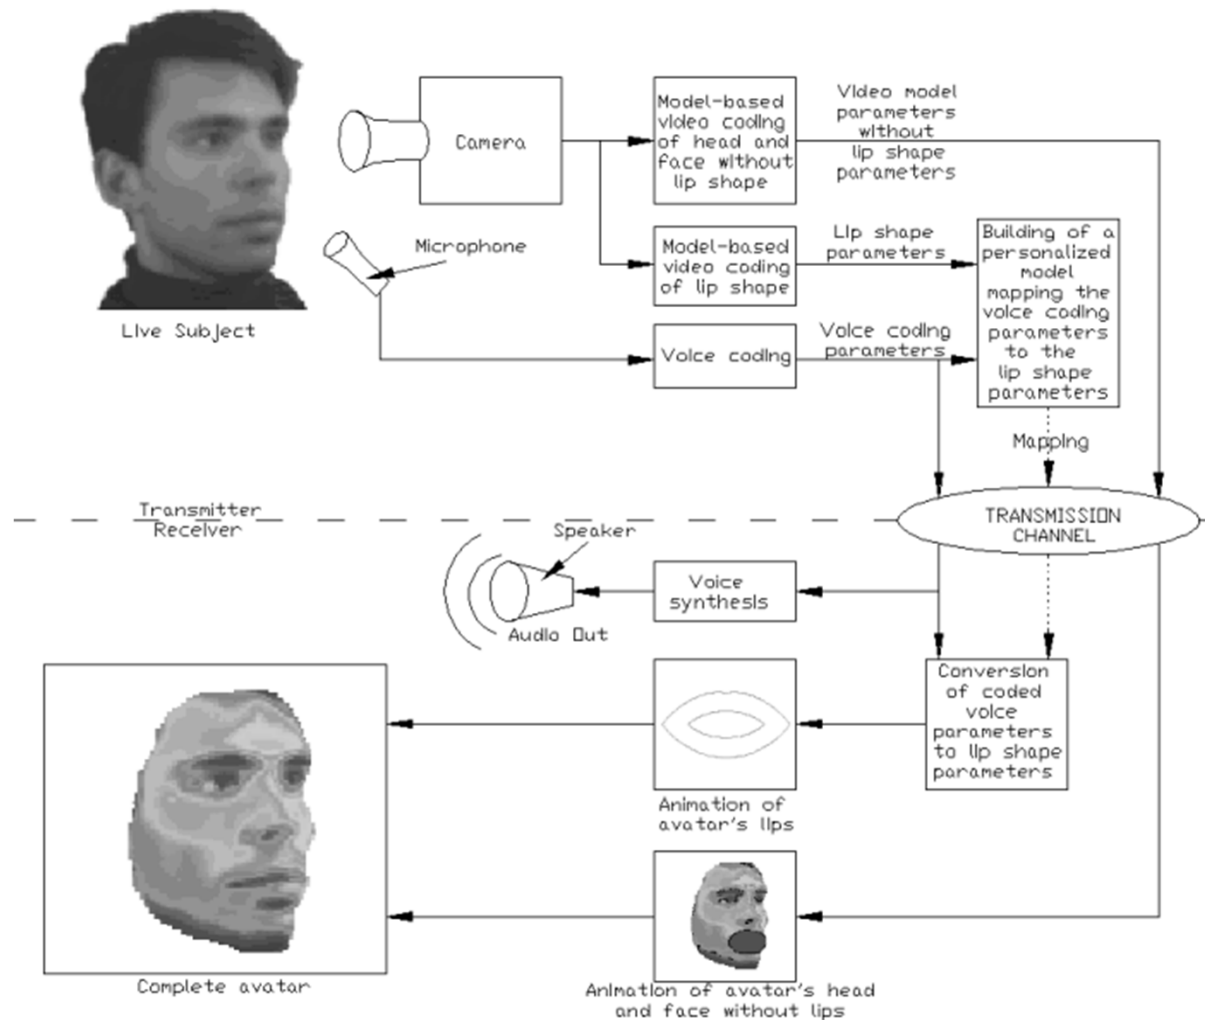 Camera
Model-based
video coding
of head and
face without
lip shape
Video model
parameters
without
lip shape
parameters
Microphone
Model-based
video coding
of lip shape
Lip shape
parameters
Building of a
personalized
model
mapping the
voice coding
parameters
to the
lip shape
parameters
Live Subject
Voice coding
Voice coding
parameters
Mapping
Transmitter
Receiver
TRANSMISSION
CHANNEL
Speaker
Voice
synthesis
Audio Out
Conversion
of coded
voice
parameters
to lip shape
parameters
Animation of
avatar's lips
Complete avatar
Animation of avatar's head
and face without lips